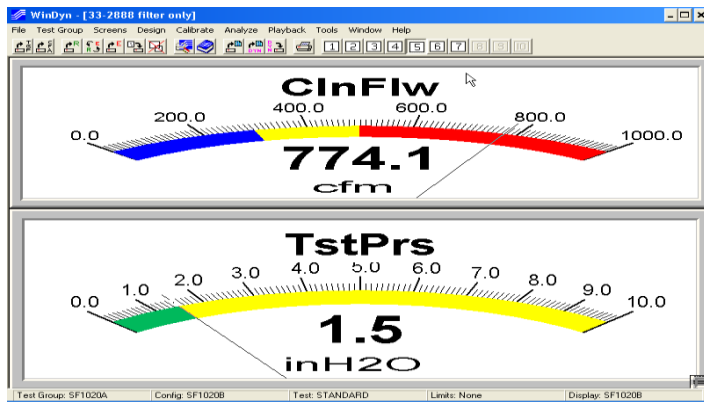 WinDyn - [33-2888 filter only]
File Test Group Screens Design Calibrate Analyze Playback Tools Window Help
1 2 3 4 5 6 7 8 9 10
ClnFlw
0.0 200.0 400.0 600.0 800.0 1000.0
774.1
cfm
TstPrs
0.0 1.0 2.0 3.0 4.0 5.0 6.0 7.0 8.0 9.0 10.0
1.5
inH2O
Test Group: SF1020A Config: SF1020B Test: STANDARD Limits: None Display: SF1020B